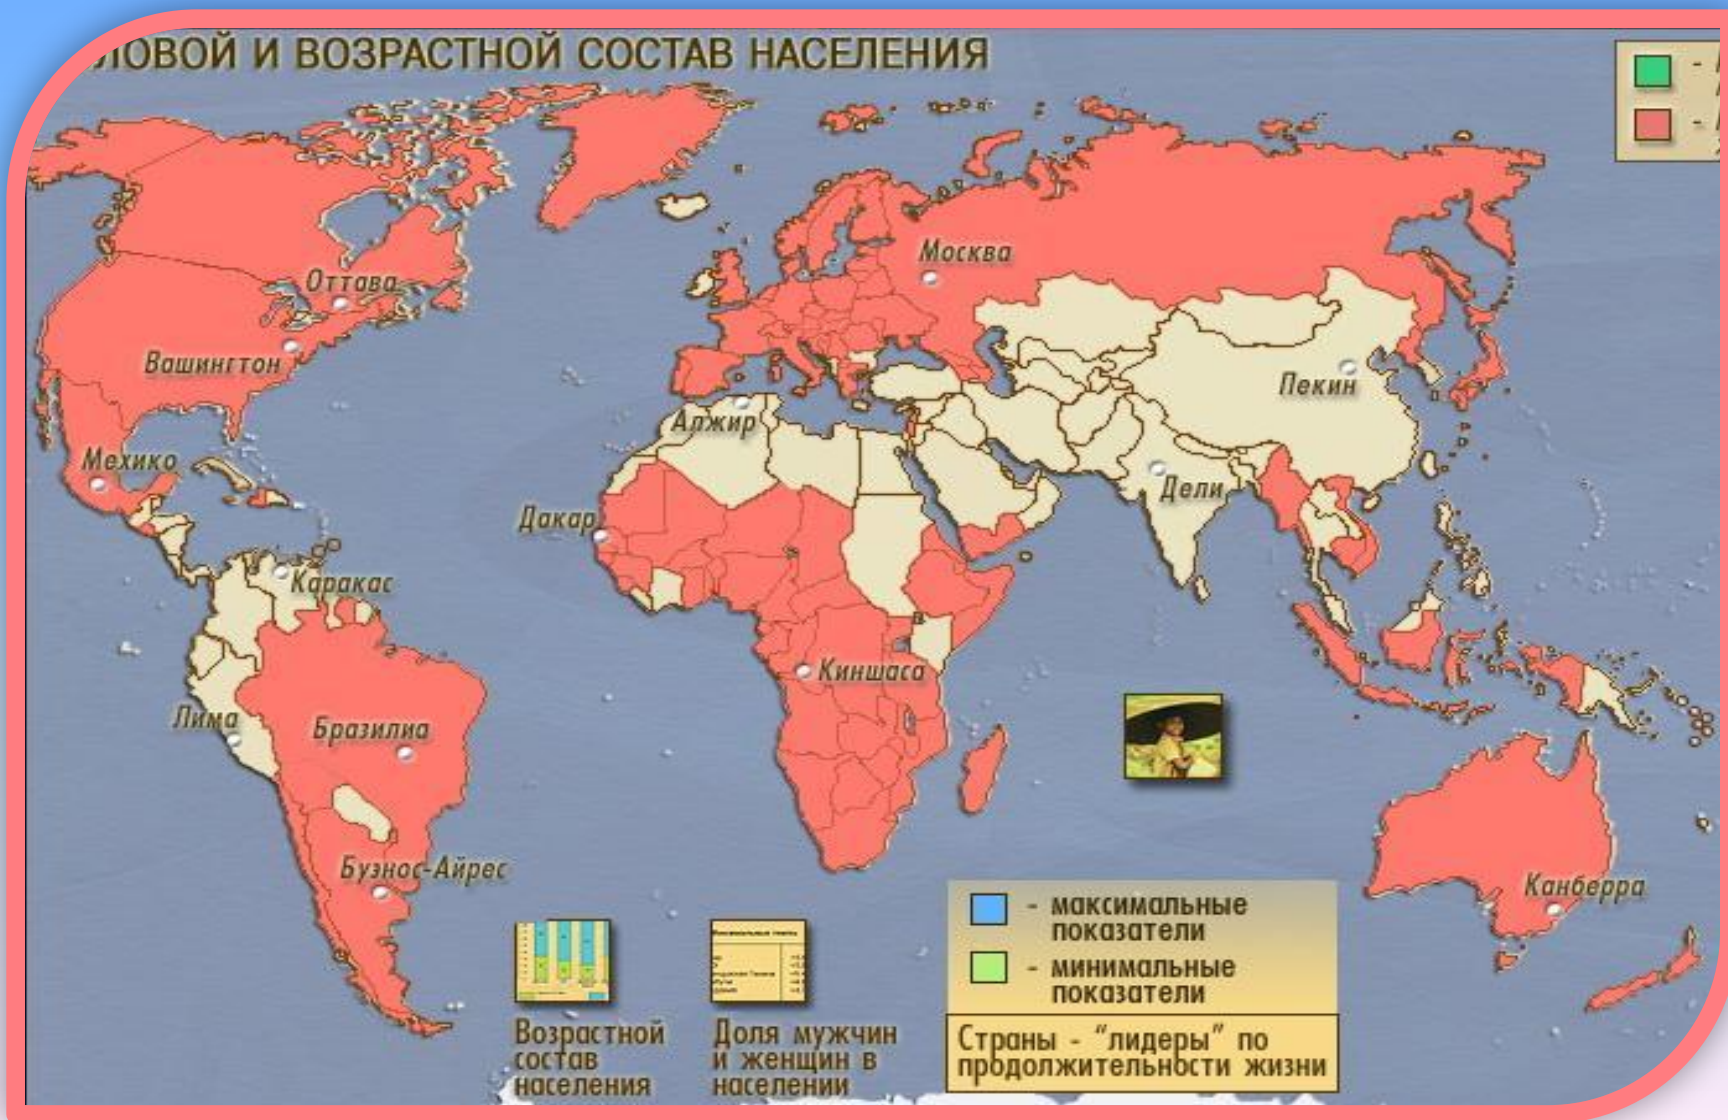 ЛОВОЙ И ВОЗРАСТНОЙ СОСТАВ НАСЕЛЕНИЯ
-
-
Москва
Оттава
Вашингтон
Пекин
Алжир
Мехико
Дели
Дакар
Каракас
Киншаса
Лима
Бразилиа
Буэнос-Айрес
Канберра
- максимальные
показатели
- минимальные
показатели
Страны - “лидеры” по
продолжительности жизни
Возрастной
состав
населения
Доля мужчин
и женщин в
населении